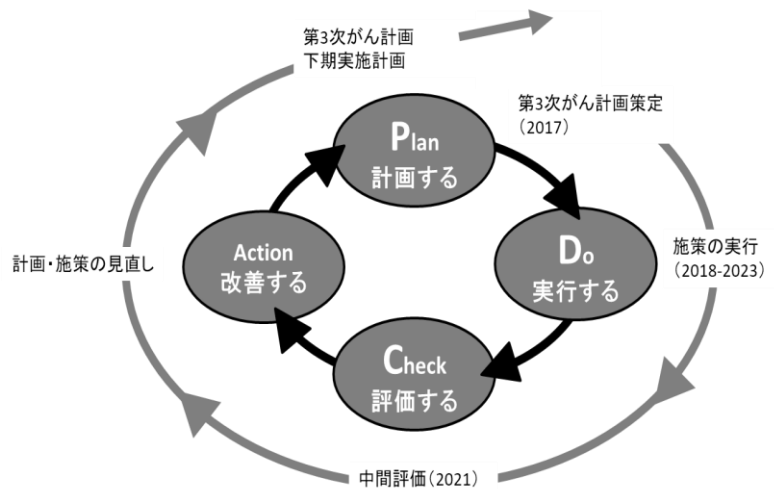 第3次がん計画
下期実施計画
第3次がん計画策定
（2017）
Plan
計画する
Do
実行する
施策の実行
（2018-2023）
Check
評価する
中間評価（2021）
Action
改善する
計画・施策の見直し